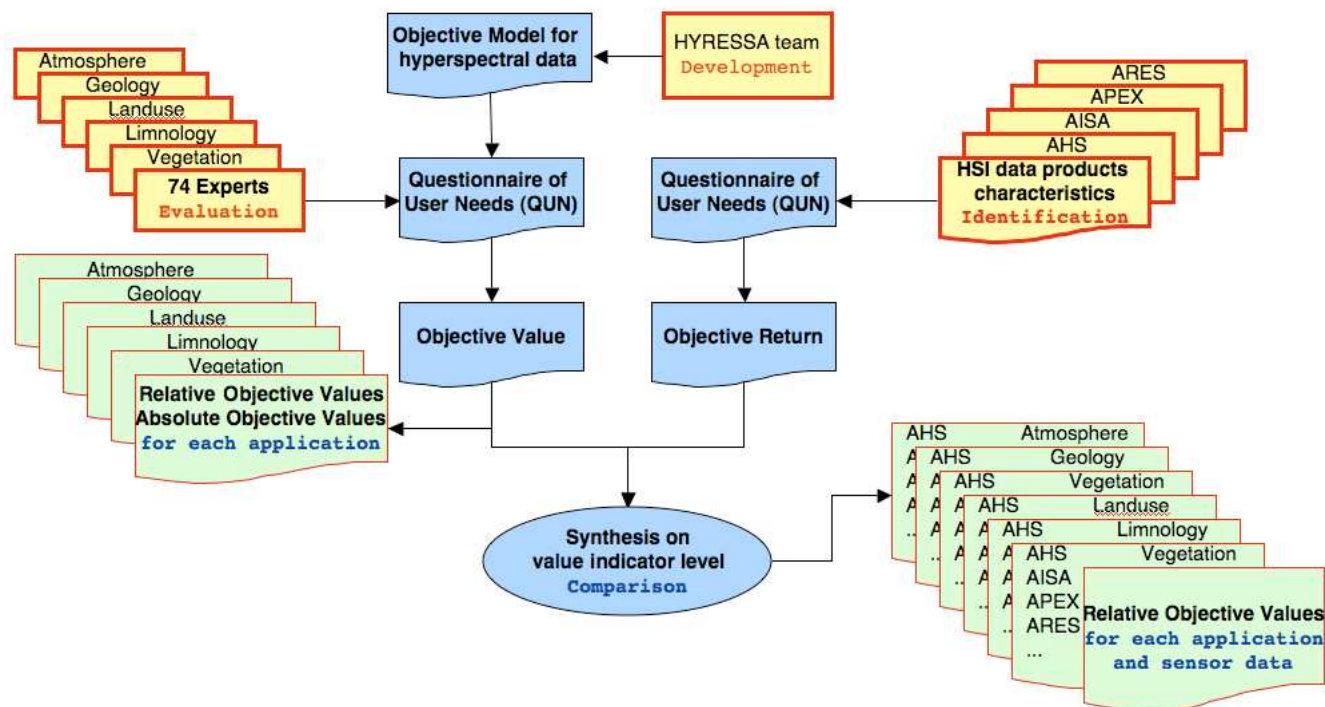 Objective Model for
hyperspectral data
HYRESSA team
Development
Atmosphere
Geology
Landuse
Limnology
Vegetation
74 Experts
Evaluation
Questionnaire of
User Needs (QUN)
Questionnaire of
User Needs (QUN)
ARES
APEX
AISA
AHS
HSI data products
characteristics
Identification
Atmosphere
Geology
Landuse
Limnology
Vegetation
Relative Objective Values
Absolute Objective Values
for each application
Objective Value
Objective Return
Synthesis on
value indicator level
Comparison
AHS Atmosphere
A
A
A
..
AHS Geology
A
A
A
..
AHS Vegetation
A
A
A
..
AHS Landuse
A
A
A
..
AHS Limnology
A
A
A
..
AHS Vegetation
AISA
APEX
ARES
...
Relative Objective Values
for each application
and sensor data